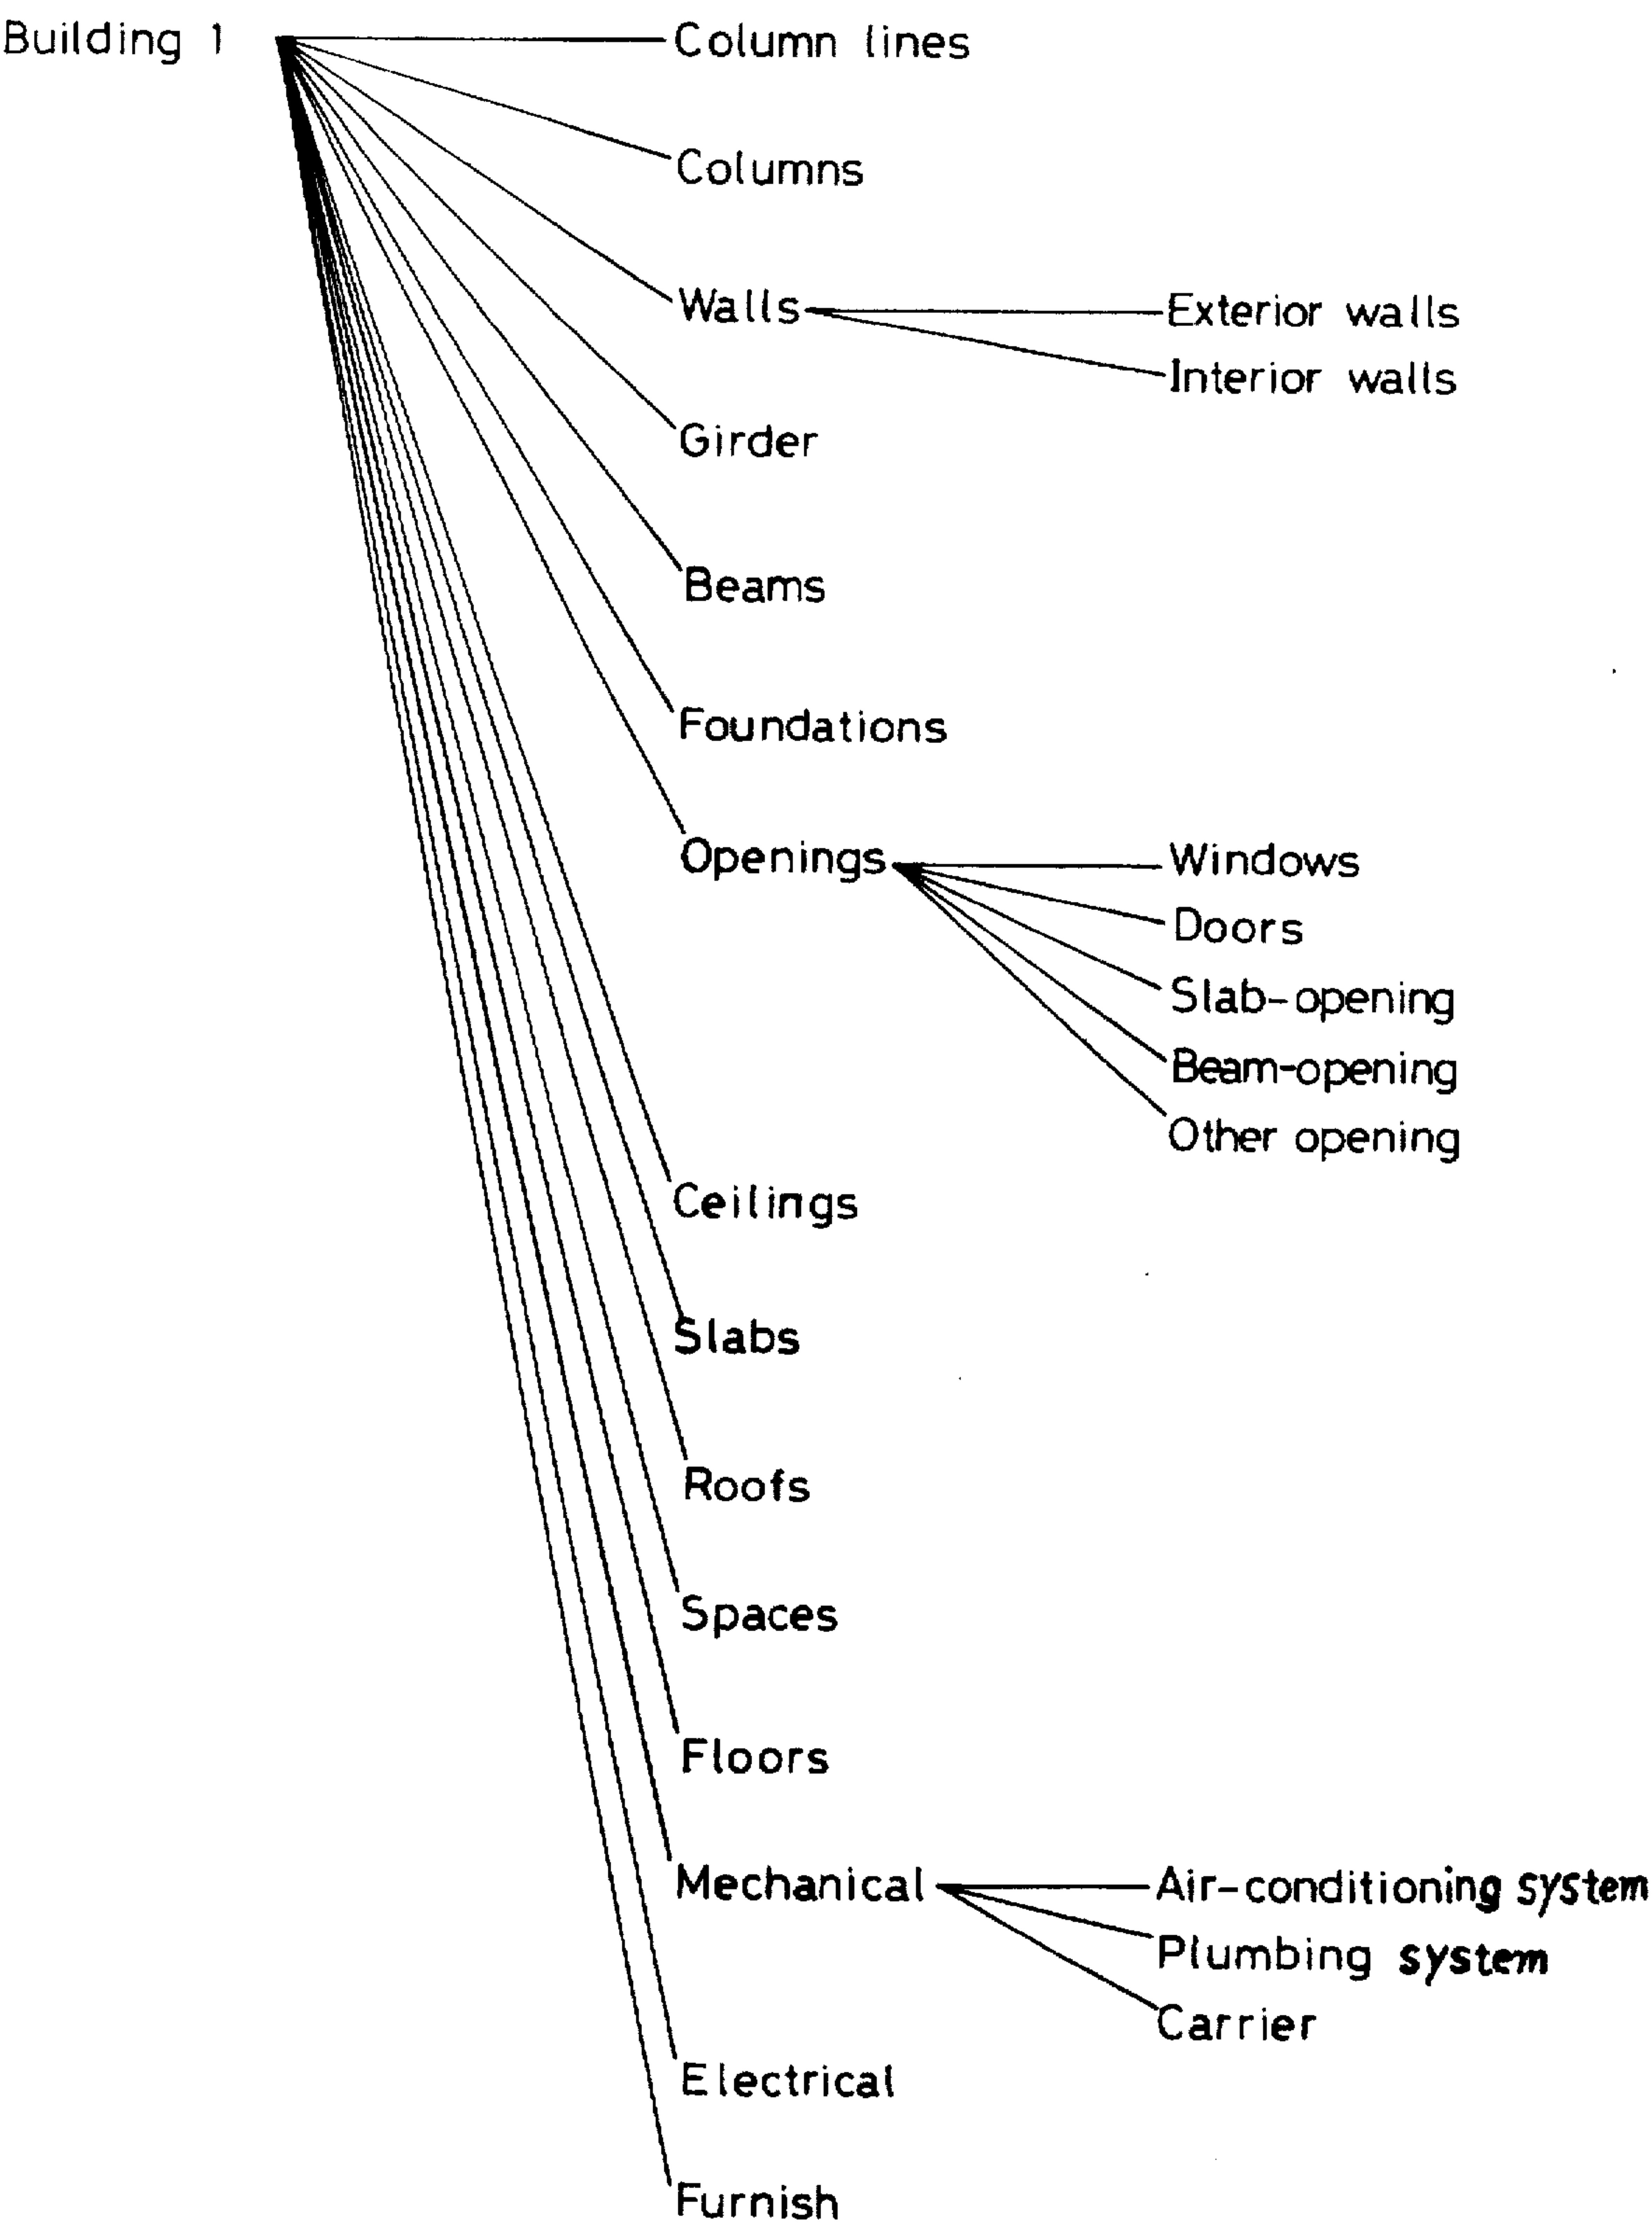 Building 1
Column lines
Columns
Walls
Exterior walls
Interior walls
Girder
Beams
Foundations
Openings
Windows
Doors
Slab-opening
Beam-opening
Other opening
Ceilings
Slabs
Roofs
Spaces
Floors
Mechanical
Air-conditioning system
Plumbing system
Carrier
Electrical
Furnish